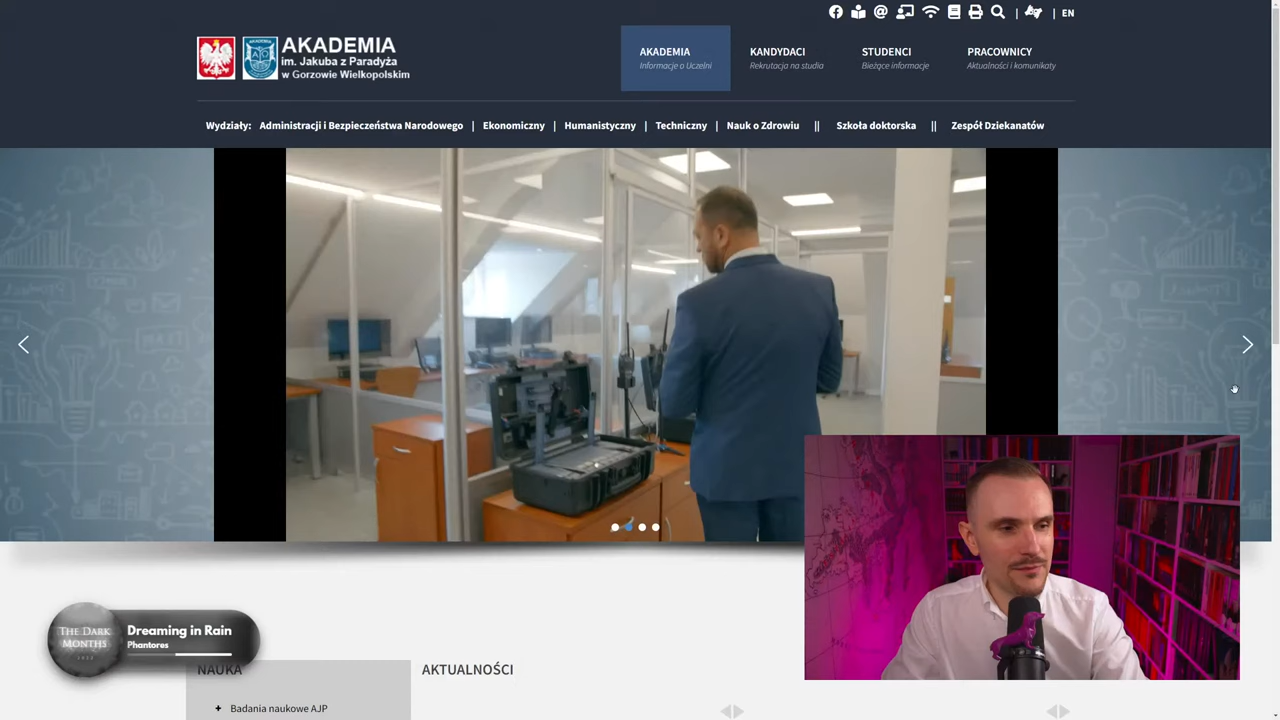 EN
AKADEMIA
im. Jakuba z Paradyża
w Gorzowie Wielkopolskim
AKADEMIA
Informacje o Uczelni
KANDYDACI
Rekrutacja na studia
STUDENCI
Bieżące informacje
PRACOWNICY
Aktualności i komunikaty
Wydziały: Administracji i Bezpieczeństwa Narodowego | Ekonomiczny | Humanistyczny | Techniczny | Nauk o Zdrowiu || Szkoła doktorska || Zespół Dziekanatów
THE DARK
MONTHS
Dreaming in Rain
Phantores
NAUKA
AKTUALNOŚCI
+ Badania naukowe AJP